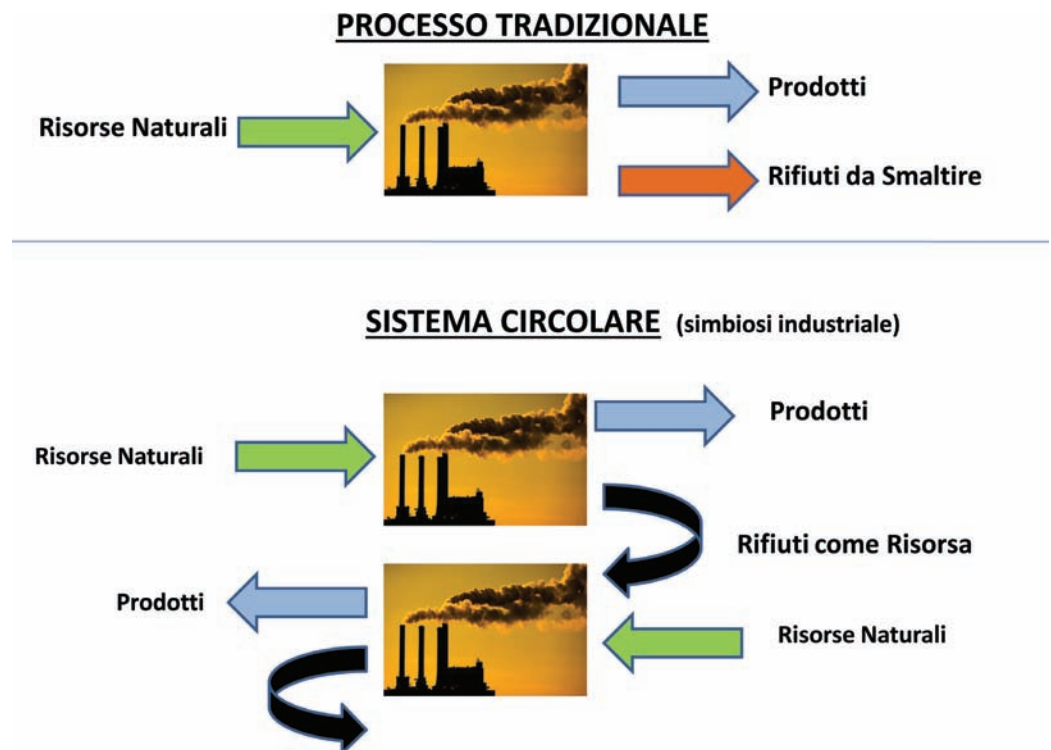 PROCESSO TRADIZIONALE
Prodotti
Risorse Naturali
Rifiuti da Smaltire
SISTEMA CIRCOLARE (simbiosi industriale)
Prodotti
Risorse Naturali
Rifiuti come Risorsa
Prodotti
Risorse Naturali